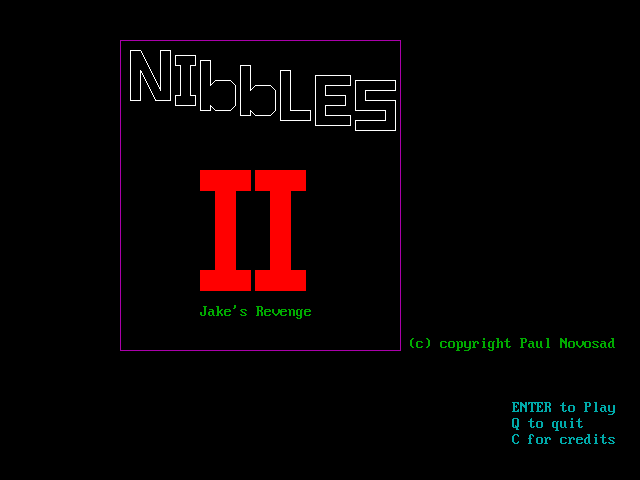 NIbbLES
II
Jake's Revenge
(c) copyright Paul Novosad
ENTER to Play
Q to quit
C for credits